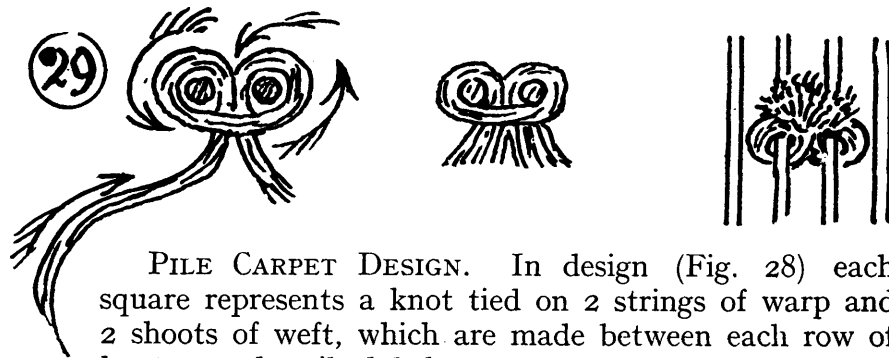 29
PILE CARPET DESIGN. In design (Fig. 28) each
square represents a knot tied on 2 strings of warp and
2 shoots of weft, which are made between each row of